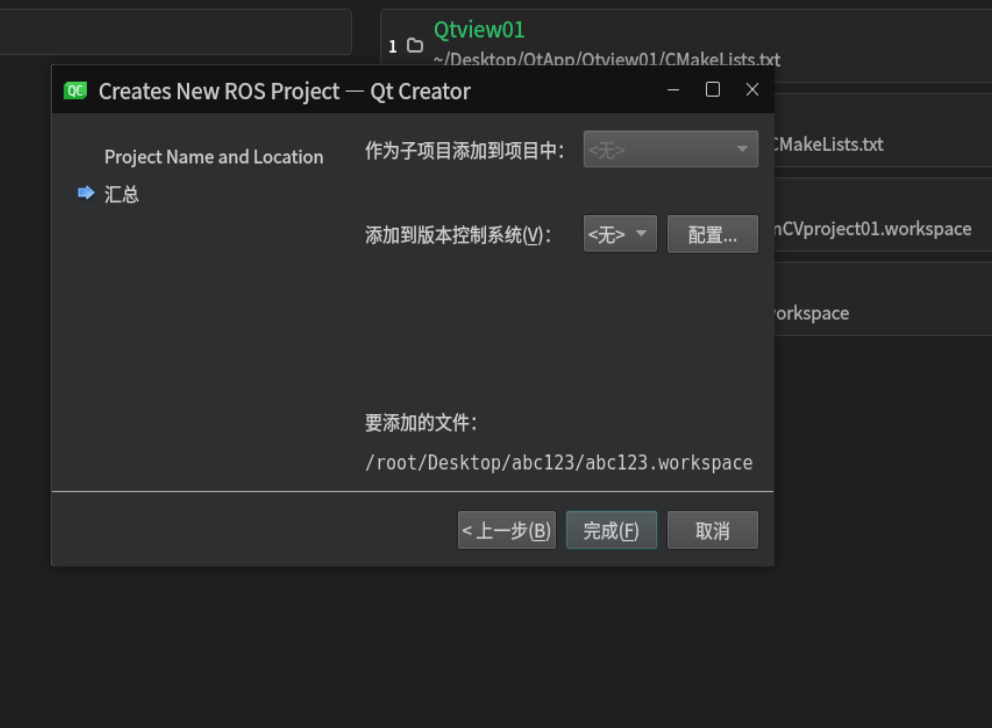 Qtview01
1
~/Desktop/QtApp/Qtview01/CMakeLists.txt
QC Creates New ROS Project — Qt Creator
Project Name and Location
作为子项目添加到项目中：
<无>
CMakeLists.txt
汇总
添加到版本控制系统(V)：
<无>
配置...
nCVproject01.workspace
workspace
要添加的文件：
/root/Desktop/abc123/abc123.workspace
< 上一步(B)
完成(F)
取消